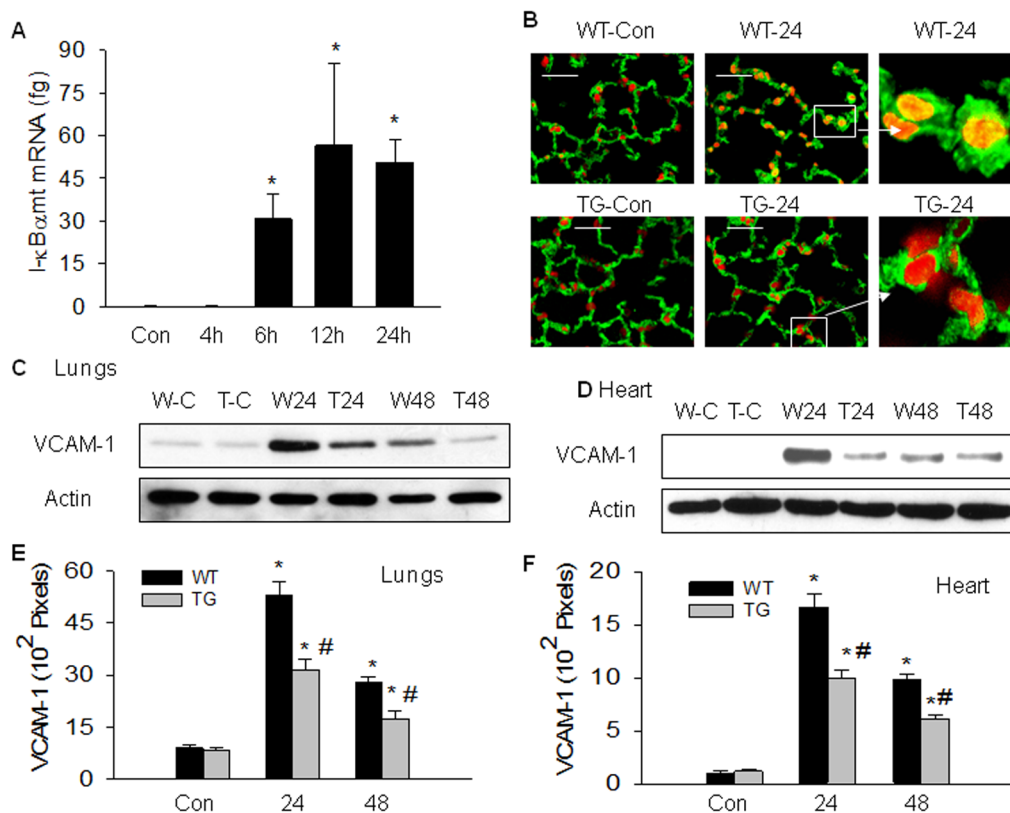 A
I-κBαmt mRNA (fg)
90
75
60
45
30
15
0
* * * 
Con 4h 6h 12h 24h
B
WT-Con WT-24 WT-24
TG-Con TG-24 TG-24
C Lungs
W-C T-C W24 T24 W48 T48
VCAM-1
Actin
D Heart
W-C T-C W24 T24 W48 T48
VCAM-1
Actin
E
Lungs
VCAM-1 (10² Pixels)
60
45
30
15
0
WT
TG
* * # * * #
Con 24 48
F
Heart
VCAM-1 (10² Pixels)
20
15
10
5
0
WT
TG
* *# * *#
Con 24 48